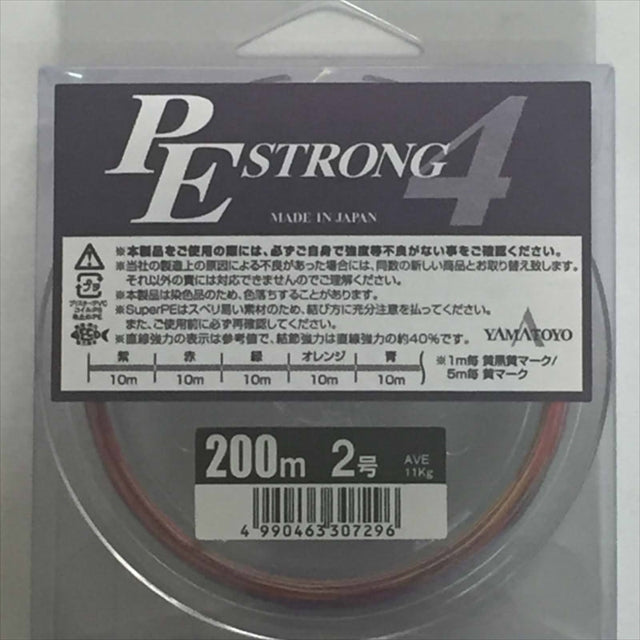 PE STRONG 4
MADE IN JAPAN
※本製品をご使用の際には、必ずご自身で強度等不良がない事をご確認ください。
※当社の製造上の原因による不良があった場合には、同数の新しい商品とお取り替え致します。
それ以外の責には対応できませんのでご理解ください。
※本製品は染色品のため、色落ちすることがあります。
※SuperPEはスベリ易い素材のため、結び方に充分注意を払ってください。
また、ご使用前に必ず再確認してください。
※直線強力の表示は参考値で、結節強力は直線強力の約40%です。
プラ
ブリスター:PVC
YAMATOYO
紫 赤 緑 オレンジ 青
10m 10m 10m 10m 10m
※1m毎 黄黒黄マーク/
5m毎 黄マーク
200m 2号 AVE 11Kg
4 990463 307296